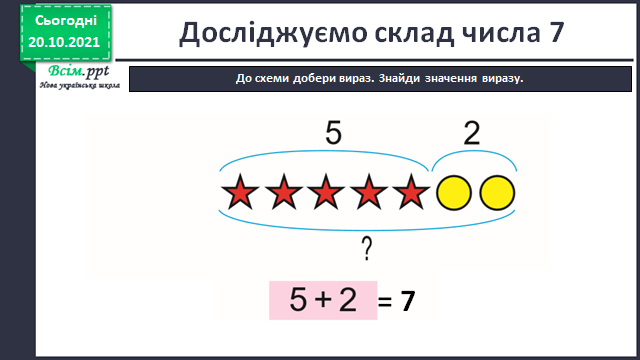 Сьогодні
20.10.2021
Всім.ppt
Нова українська школа
Досліджуємо склад числа 7
До схеми добери вираз. Знайди значення виразу.
5 2
?
5 + 2 = 7